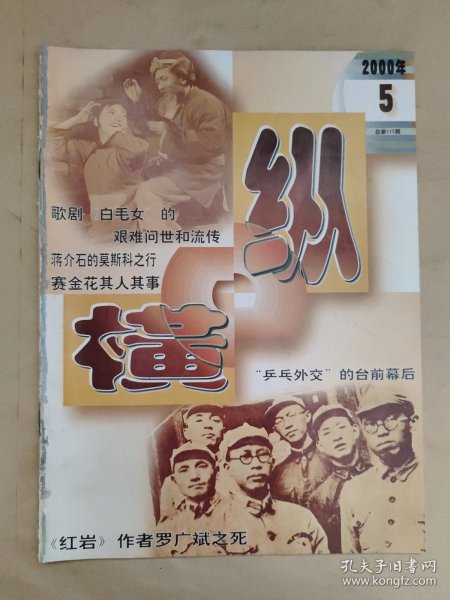 2000年
5
总第115期
纵
歌剧《白毛女》的
艰难问世和流传
蒋介石的莫斯科之行
赛金花其人其事
横
“乒乓外交”的台前幕后
《红岩》作者罗广斌之死
孔夫子旧书网
www.kongfz.com